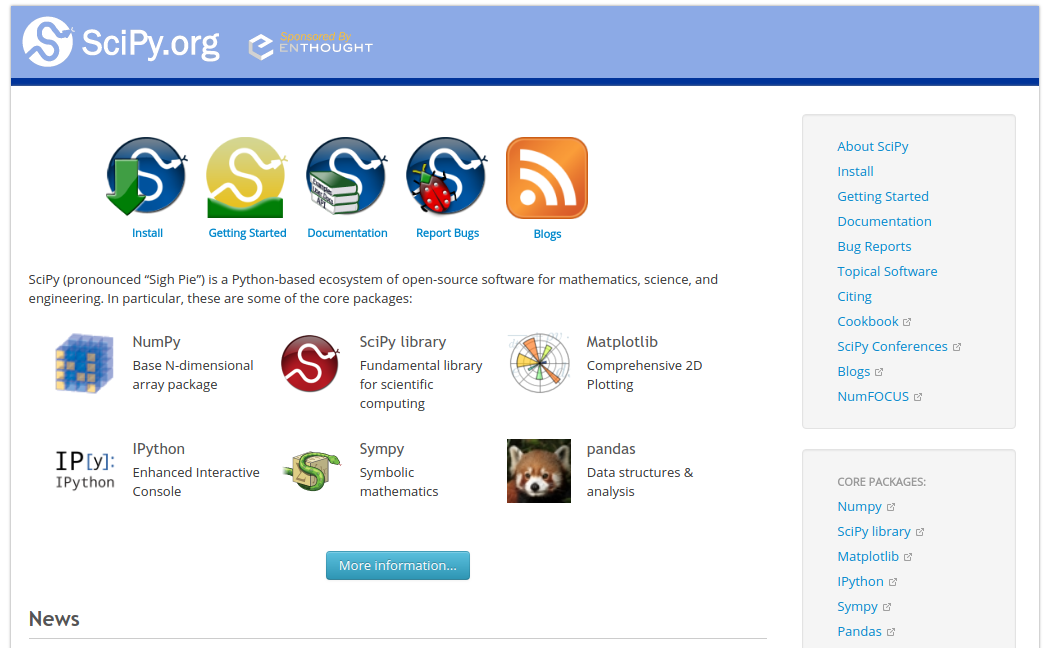 SciPy.org
Sponsored By
ENTHOUGHT
Install
Getting Started
Documentation
Report Bugs
Blogs
SciPy (pronounced “Sigh Pie”) is a Python-based ecosystem of open-source software for mathematics, science, and
engineering. In particular, these are some of the core packages:
NumPy
Base N-dimensional
array package
SciPy library
Fundamental library
for scientific
computing
Matplotlib
Comprehensive 2D
Plotting
IP[y]:
IPython
IPython
Enhanced Interactive
Console
Sympy
Symbolic
mathematics
pandas
Data structures &
analysis
More information...
News
About SciPy
Install
Getting Started
Documentation
Bug Reports
Topical Software
Citing
Cookbook
SciPy Conferences
Blogs
NumFOCUS
CORE PACKAGES:
Numpy
SciPy library
Matplotlib
IPython
Sympy
Pandas